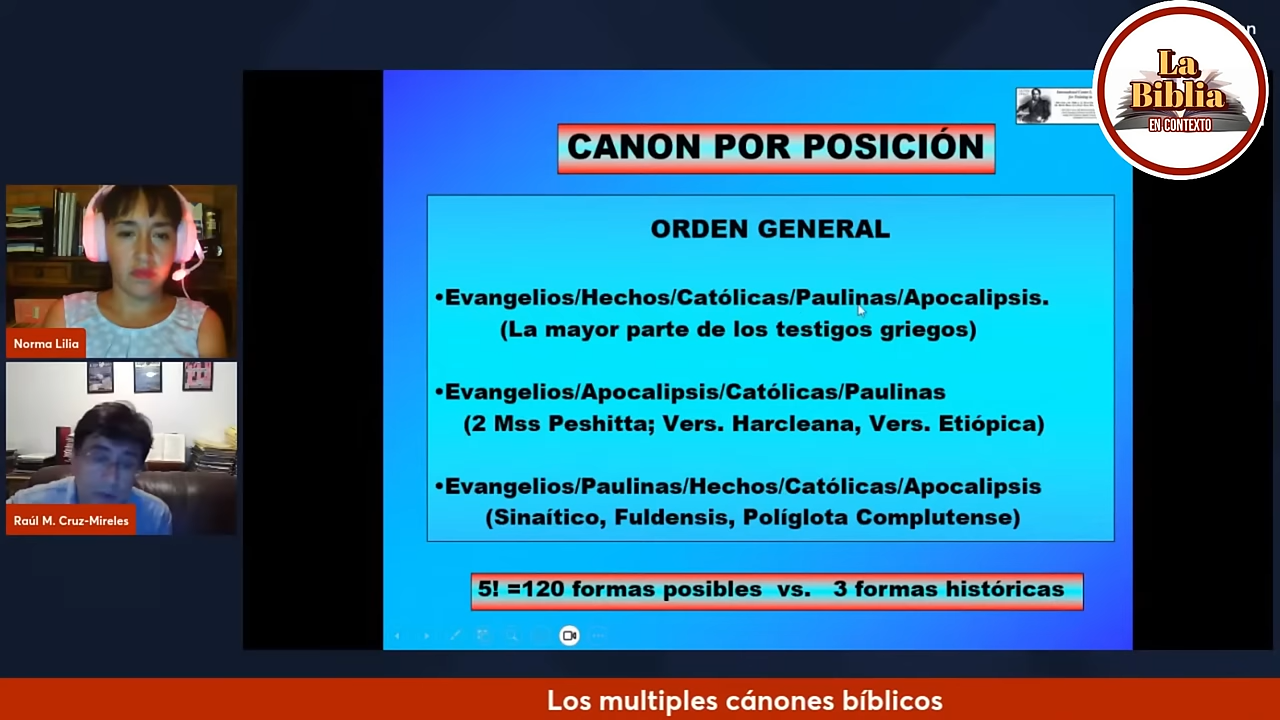 La
Biblia
EN CONTEXTO
CANON POR POSICIÓN
ORDEN GENERAL
•Evangelios/Hechos/Católicas/Paulinas/Apocalipsis.
(La mayor parte de los testigos griegos)
•Evangelios/Apocalipsis/Católicas/Paulinas
(2 Mss Peshitta; Vers. Harcleana, Vers. Etiópica)
•Evangelios/Paulinas/Hechos/Católicas/Apocalipsis
(Sinaítico, Fuldensis, Políglota Complutense)
5! =120 formas posibles vs. 3 formas históricas
Norma Lilia
Raúl M. Cruz-Mireles
Los multiples cánones bíblicos